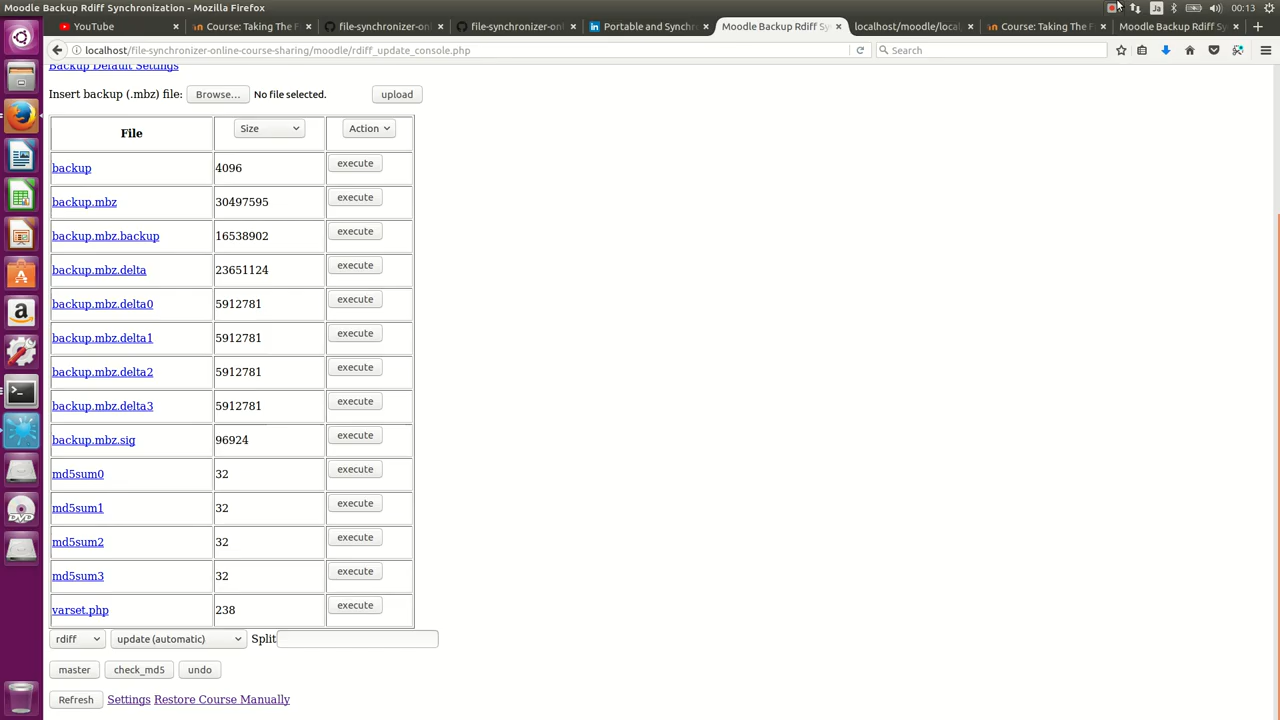 Moodle Backup Rdiff Synchronization - Mozilla Firefox
Ja
00:13
YouTube
Course: Taking The F
file-synchronizer-onl
file-synchronizer-onl
Portable and Synchr
Moodle Backup Rdiff Sy
localhost/moodle/local
Course: Taking The F
Moodle Backup Rdiff Sy
localhost/file-synchronizer-online-course-sharing/moodle/rdiff_update_console.php
Search
Backup Default Settings
Insert backup (.mbz) file: Browse... No file selected. upload
File Size Action
backup 4096 execute
backup.mbz 30497595 execute
backup.mbz.backup 16538902 execute
backup.mbz.delta 23651124 execute
backup.mbz.delta0 5912781 execute
backup.mbz.delta1 5912781 execute
backup.mbz.delta2 5912781 execute
backup.mbz.delta3 5912781 execute
backup.mbz.sig 96924 execute
md5sum0 32 execute
md5sum1 32 execute
md5sum2 32 execute
md5sum3 32 execute
varset.php 238 execute
rdiff update (automatic) Split
master check_md5 undo
Refresh Settings Restore Course Manually